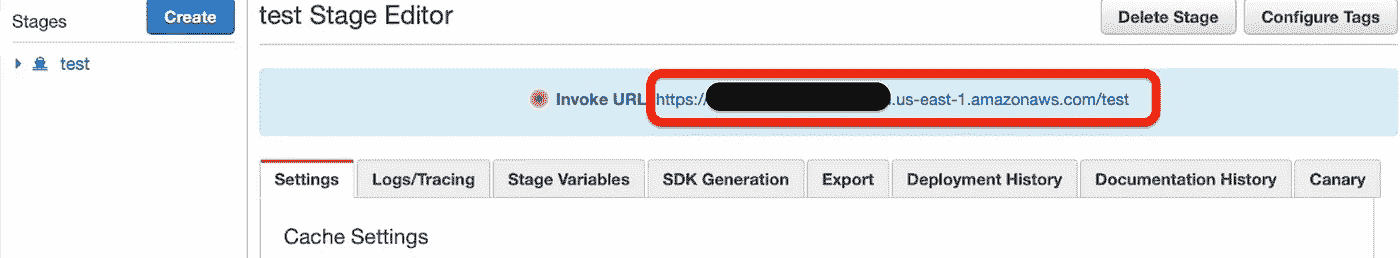 Stages
Create
test
test Stage Editor
Delete Stage
Configure Tags
Invoke URL https:// .us-east-1.amazonaws.com/test
Settings
Logs/Tracing
Stage Variables
SDK Generation
Export
Deployment History
Documentation History
Canary
Cache Settings